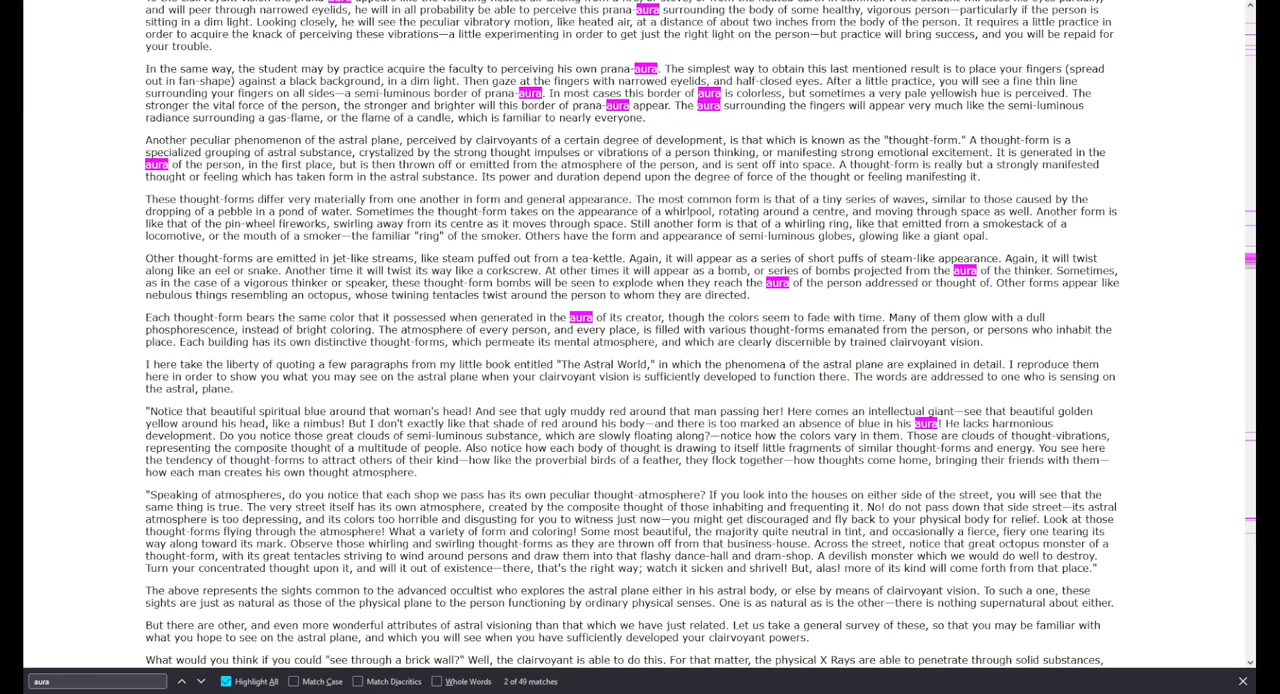 and will peer through narrowed eyelids, he will in all probability be able to perceive this prana-aura surrounding the body of some healthy, vigorous person—particularly if the person is
sitting in a dim light. Looking closely, he will see the peculiar vibratory motion, like heated air, at a distance of about two inches from the body of the person. It requires a little practice in
order to acquire the knack of perceiving these vibrations—a little experimenting in order to get just the right light on the person—but practice will bring success, and you will be repaid for
your trouble.
In the same way, the student may by practice acquire the faculty to perceiving his own prana-aura. The simplest way to obtain this last mentioned result is to place your fingers (spread
out in fan-shape) against a black background, in a dim light. Then gaze at the fingers with narrowed eyelids, and half-closed eyes. After a little practice, you will see a fine thin line
surrounding your fingers on all sides—a semi-luminous border of prana-aura. In most cases this border of aura is colorless, but sometimes a very pale yellowish hue is perceived. The
stronger the vital force of the person, the stronger and brighter will this border of prana-aura appear. The aura surrounding the fingers will appear very much like the semi-luminous
radiance surrounding a gas-flame, or the flame of a candle, which is familiar to nearly everyone.
Another peculiar phenomenon of the astral plane, perceived by clairvoyants of a certain degree of development, is that which is known as the "thought-form." A thought-form is a
specialized grouping of astral substance, crystalized by the strong thought impulses or vibrations of a person thinking, or manifesting strong emotional excitement. It is generated in the
aura of the person, in the first place, but is then thrown off or emitted from the atmosphere of the person, and is sent off into space. A thought-form is really but a strongly manifested
thought or feeling which has taken form in the astral substance. Its power and duration depend upon the degree of force of the thought or feeling manifesting it.
These thought-forms differ very materially from one another in form and general appearance. The most common form is that of a tiny series of waves, similar to those caused by the
dropping of a pebble in a pond of water. Sometimes the thought-form takes on the appearance of a whirlpool, rotating around a centre, and moving through space as well. Another form is
like that of the pin-wheel fireworks, swirling away from its centre as it moves through space. Still another form is that of a whirling ring, like that emitted from a smokestack of a
locomotive, or the mouth of a smoker—the familiar "ring" of the smoker. Others have the form and appearance of semi-luminous globes, glowing like a giant opal.
Other thought-forms are emitted in jet-like streams, like steam puffed out from a tea-kettle. Again, it will appear as a series of short puffs of steam-like appearance. Again, it will twist
along like an eel or snake. Another time it will twist its way like a corkscrew. At other times it will appear as a bomb, or series of bombs projected from the aura of the thinker. Sometimes,
as in the case of a vigorous thinker or speaker, these thought-form bombs will be seen to explode when they reach the aura of the person addressed or thought of. Other forms appear like
nebulous things resembling an octopus, whose twining tentacles twist around the person to whom they are directed.
Each thought-form bears the same color that it possessed when generated in the aura of its creator, though the colors seem to fade with time. Many of them glow with a dull
phosphorescence, instead of bright coloring. The atmosphere of every person, and every place, is filled with various thought-forms emanated from the person, or persons who inhabit the
place. Each building has its own distinctive thought-forms, which permeate its mental atmosphere, and which are clearly discernible by trained clairvoyant vision.
I here take the liberty of quoting a few paragraphs from my little book entitled "The Astral World," in which the phenomena of the astral plane are explained in detail. I reproduce them
here in order to show you what you may see on the astral plane when your clairvoyant vision is sufficiently developed to function there. The words are addressed to one who is sensing on
the astral, plane.
"Notice that beautiful spiritual blue around that woman's head! And see that ugly muddy red around that man passing her! Here comes an intellectual giant—see that beautiful golden
yellow around his head, like a nimbus! But I don't exactly like that shade of red around his body—and there is too marked an absence of blue in his aura! He lacks harmonious
development. Do you notice those great clouds of semi-luminous substance, which are slowly floating along?—notice how the colors vary in them. Those are clouds of thought-vibrations,
representing the composite thought of a multitude of people. Also notice how each body of thought is drawing to itself little fragments of similar thought-forms and energy. You see here
the tendency of thought-forms to attract others of their kind—how like the proverbial birds of a feather, they flock together—how thoughts come home, bringing their friends with them—
how each man creates his own thought atmosphere.
"Speaking of atmospheres, do you notice that each shop we pass has its own peculiar thought-atmosphere? If you look into the houses on either side of the street, you will see that the
same thing is true. The very street itself has its own atmosphere, created by the composite thought of those inhabiting and frequenting it. No! do not pass down that side street—its astral
atmosphere is too depressing, and its colors too horrible and disgusting for you to witness just now—you might get discouraged and fly back to your physical body for relief. Look at those
thought-forms flying through the atmosphere! What a variety of form and coloring! Some most beautiful, the majority quite neutral in tint, and occasionally a fierce, fiery one tearing its
way along toward its mark. Observe those whirling and swirling thought-forms as they are thrown off from that business-house. Across the street, notice that great octopus monster of a
thought-form, with its great tentacles striving to wind around persons and draw them into that flashy dance-hall and dram-shop. A devilish monster which we would do well to destroy.
Turn your concentrated thought upon it, and will it out of existence—there, that's the right way; watch it sicken and shrivel! But, alas! more of its kind will come forth from that place."
The above represents the sights common to the advanced occultist who explores the astral plane either in his astral body, or else by means of clairvoyant vision. To such a one, these
sights are just as natural as those of the physical plane to the person functioning by ordinary physical senses. One is as natural as is the other—there is nothing supernatural about either.
But there are other, and even more wonderful attributes of astral visioning than that which we have just related. Let us take a general survey of these, so that you may be familiar with
what you hope to see on the astral plane, and which you will see when you have sufficiently developed your clairvoyant powers.
What would you think if you could "see through a brick wall?" Well, the clairvoyant is able to do this. For that matter, the physical X Rays are able to penetrate through solid substances,
aura Highlight All Match Case Match Diacritics Whole Words 2 of 49 matches